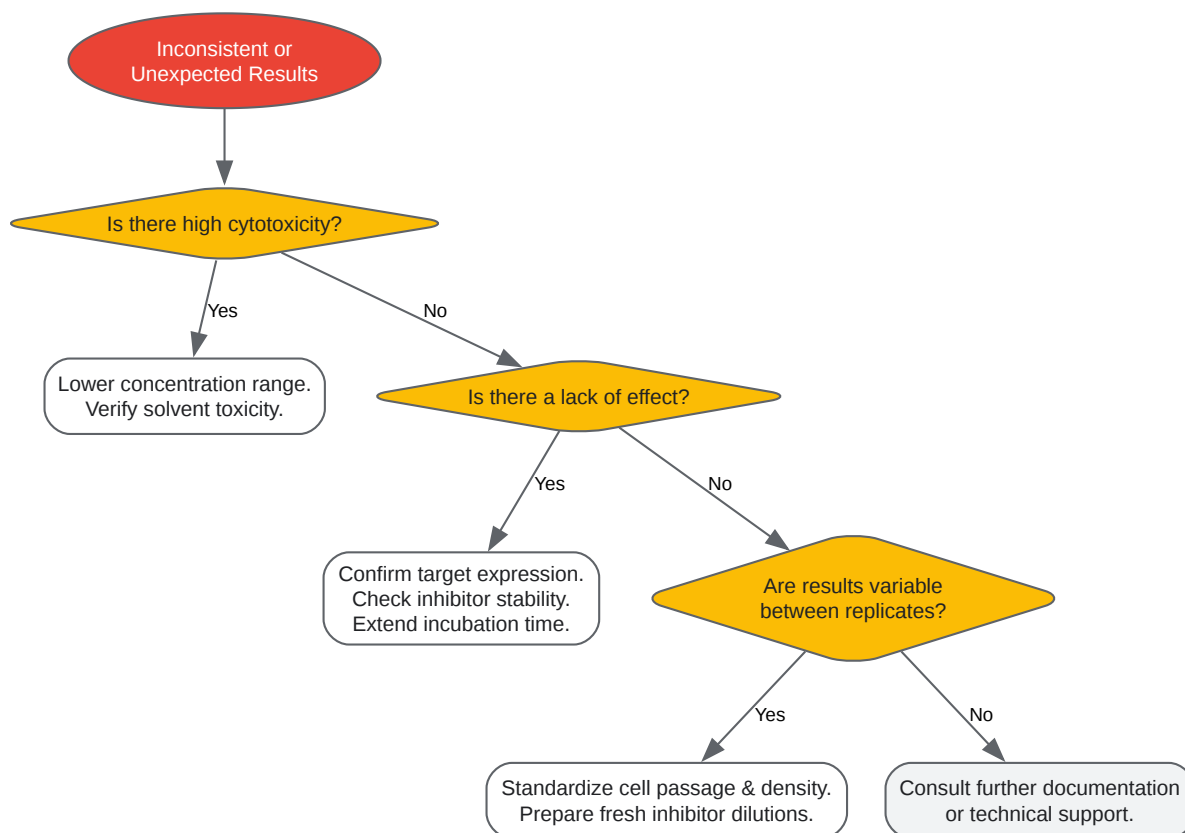 Inconsistent or
Unexpected Results
Is there high cytotoxicity?
Yes
No
Lower concentration range.
Verify solvent toxicity.
Is there a lack of effect?
Yes
No
Confirm target expression.
Check inhibitor stability.
Extend incubation time.
Are results variable
between replicates?
Yes
No
Standardize cell passage & density.
Prepare fresh inhibitor dilutions.
Consult further documentation
or technical support.